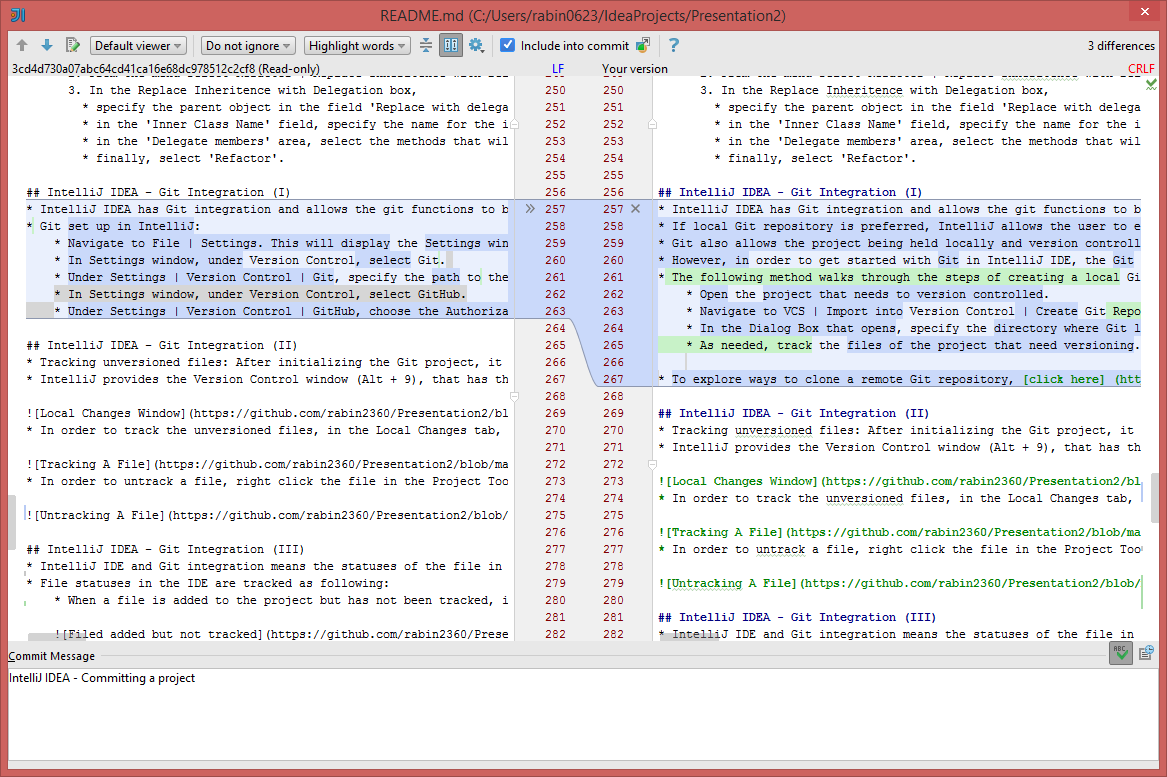 JI
README.md (C:/Users/rabin0623/IdeaProjects/Presentation2)
Default viewer
Do not ignore
Highlight words
Include into commit
?
3 differences
3cd4d730a07abc64cd41ca16e68dc978512c2cf8 (Read-only)
LF
Your version
CRLF
3. In the Replace Inheritence with Delegation box,
* specify the parent object in the field 'Replace with delega
* in the 'Inner Class Name' field, specify the name for the i
* in the 'Delegate members' area, select the methods that wil
* finally, select 'Refactor'.
## IntelliJ IDEA - Git Integration (I)
* IntelliJ IDEA has Git integration and allows the git functions to b
* Git set up in IntelliJ:
* Navigate to File | Settings. This will display the Settings win
* In Settings window, under Version Control, select Git.
* Under Settings | Version Control | Git, specify the path to the
* In Settings window, under Version Control, select GitHub.
* Under Settings | Version Control | GitHub, choose the Authoriza
## IntelliJ IDEA - Git Integration (II)
* Tracking unversioned files: After initializing the Git project, it
* IntelliJ provides the Version Control window (Alt + 9), that has th
![Local Changes Window](https://github.com/rabin2360/Presentation2/bl
* In order to track the unversioned files, in the Local Changes tab,
![Tracking A File](https://github.com/rabin2360/Presentation2/blob/ma
* In order to untrack a file, right click the file in the Project Too
![Untracking A File](https://github.com/rabin2360/Presentation2/blob/
## IntelliJ IDEA - Git Integration (III)
* IntelliJ IDE and Git integration means the statuses of the file in
* File statuses in the IDE are tracked as following:
* When a file is added to the project but has not been tracked, i
![Filed added but not tracked](https://github.com/rabin2360/Prese
250 250
251 251
252 252
253 253
254 254
255 255
256 256
257 257
258 258
259 259
260 260
261 261
262 262
263 263
264 264
265 265
266 266
267 267
268 268
269 269
270 270
271 271
272 272
273 273
274 274
275 275
276 276
277 277
278 278
279 279
280 280
281 281
282 282
3. In the Replace Inheritence with Delegation box,
* specify the parent object in the field 'Replace with delega
* in the 'Inner Class Name' field, specify the name for the i
* in the 'Delegate members' area, select the methods that wil
* finally, select 'Refactor'.
## IntelliJ IDEA - Git Integration (I)
* IntelliJ IDEA has Git integration and allows the git functions to b
* If local Git repository is preferred, IntelliJ allows the user to e
* Git also allows the project being held locally and version controll
* However, in order to get started with Git in IntelliJ IDE, the Git
* The following method walks through the steps of creating a local Gi
* Open the project that needs to version controlled.
* Navigate to VCS | Import into Version Control | Create Git Repo
* In the Dialog Box that opens, specify the directory where Git l
* As needed, track the files of the project that need versioning.
* To explore ways to clone a remote Git repository, [click here] (htt
## IntelliJ IDEA - Git Integration (II)
* Tracking unversioned files: After initializing the Git project, it
* IntelliJ provides the Version Control window (Alt + 9), that has th
![Local Changes Window](https://github.com/rabin2360/Presentation2/bl
* In order to track the unversioned files, in the Local Changes tab,
![Tracking A File](https://github.com/rabin2360/Presentation2/blob/ma
* In order to untrack a file, right click the file in the Project Too
![Untracking A File](https://github.com/rabin2360/Presentation2/blob/
## IntelliJ IDEA - Git Integration (III)
* IntelliJ IDE and Git integration means the statuses of the file in
Commit Message
ABC
IntelliJ IDEA - Committing a project